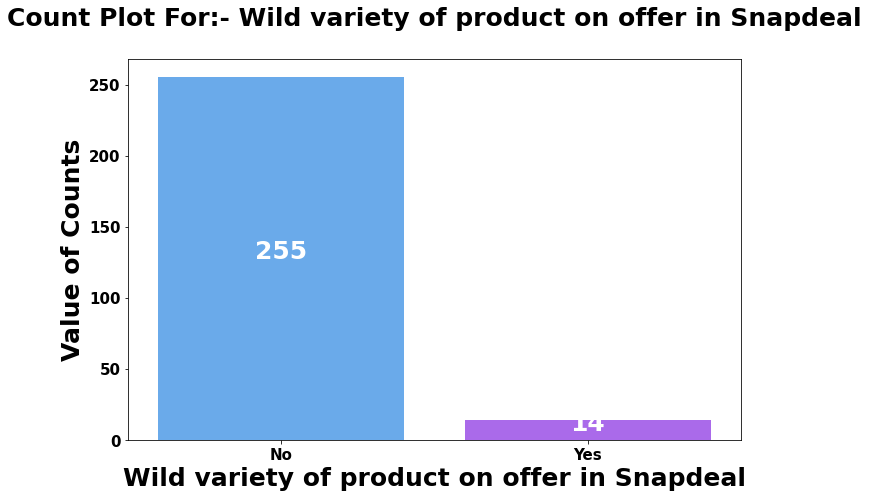 Count Plot For:- Wild variety of product on offer in Snapdeal
Value of Counts
250
200
150
100
50
0
255
14
No
Yes
Wild variety of product on offer in Snapdeal